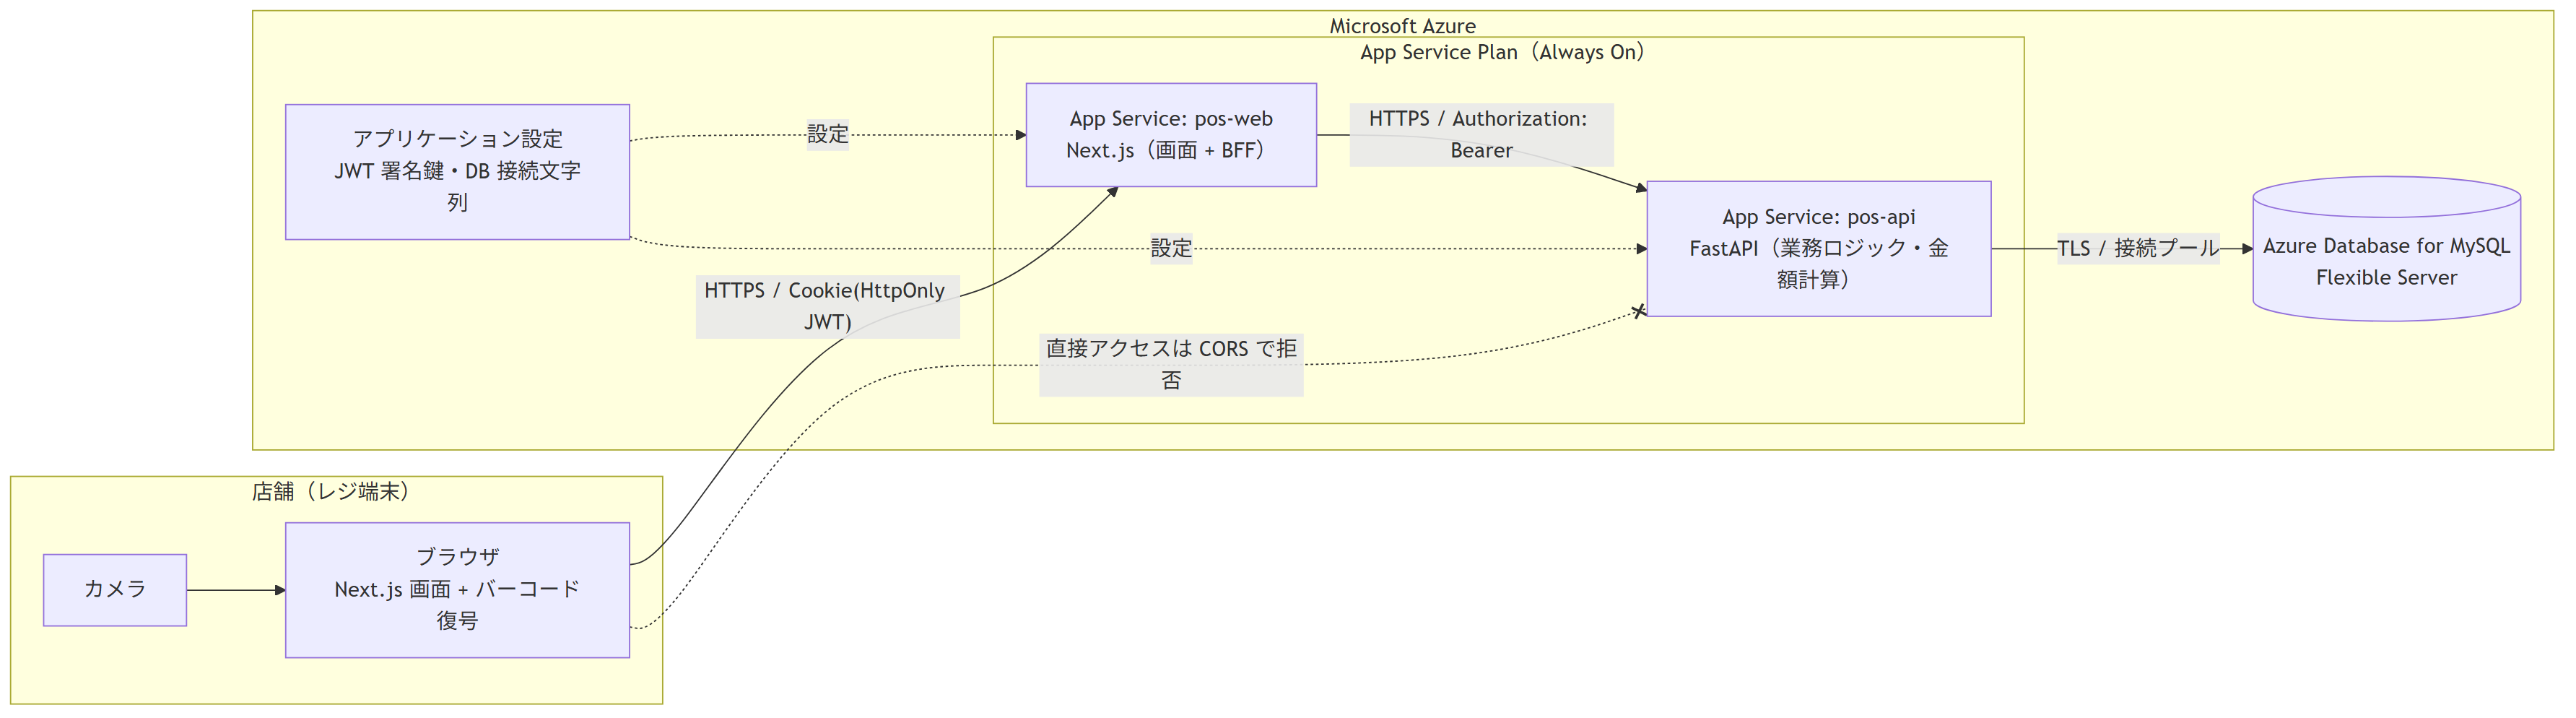 Microsoft Azure
App Service Plan（Always On）
アプリケーション設定
JWT 署名鍵・DB 接続文字
列
設定
App Service: pos-web
Next.js（画面 + BFF）
HTTPS / Authorization:
Bearer
設定
App Service: pos-api
FastAPI（業務ロジック・金
額計算）
TLS / 接続プール
Azure Database for MySQL
Flexible Server
HTTPS / Cookie(HttpOnly
JWT)
直接アクセスは CORS で拒
否
店舗（レジ端末）
カメラ
ブラウザ
Next.js 画面 + バーコード
復号